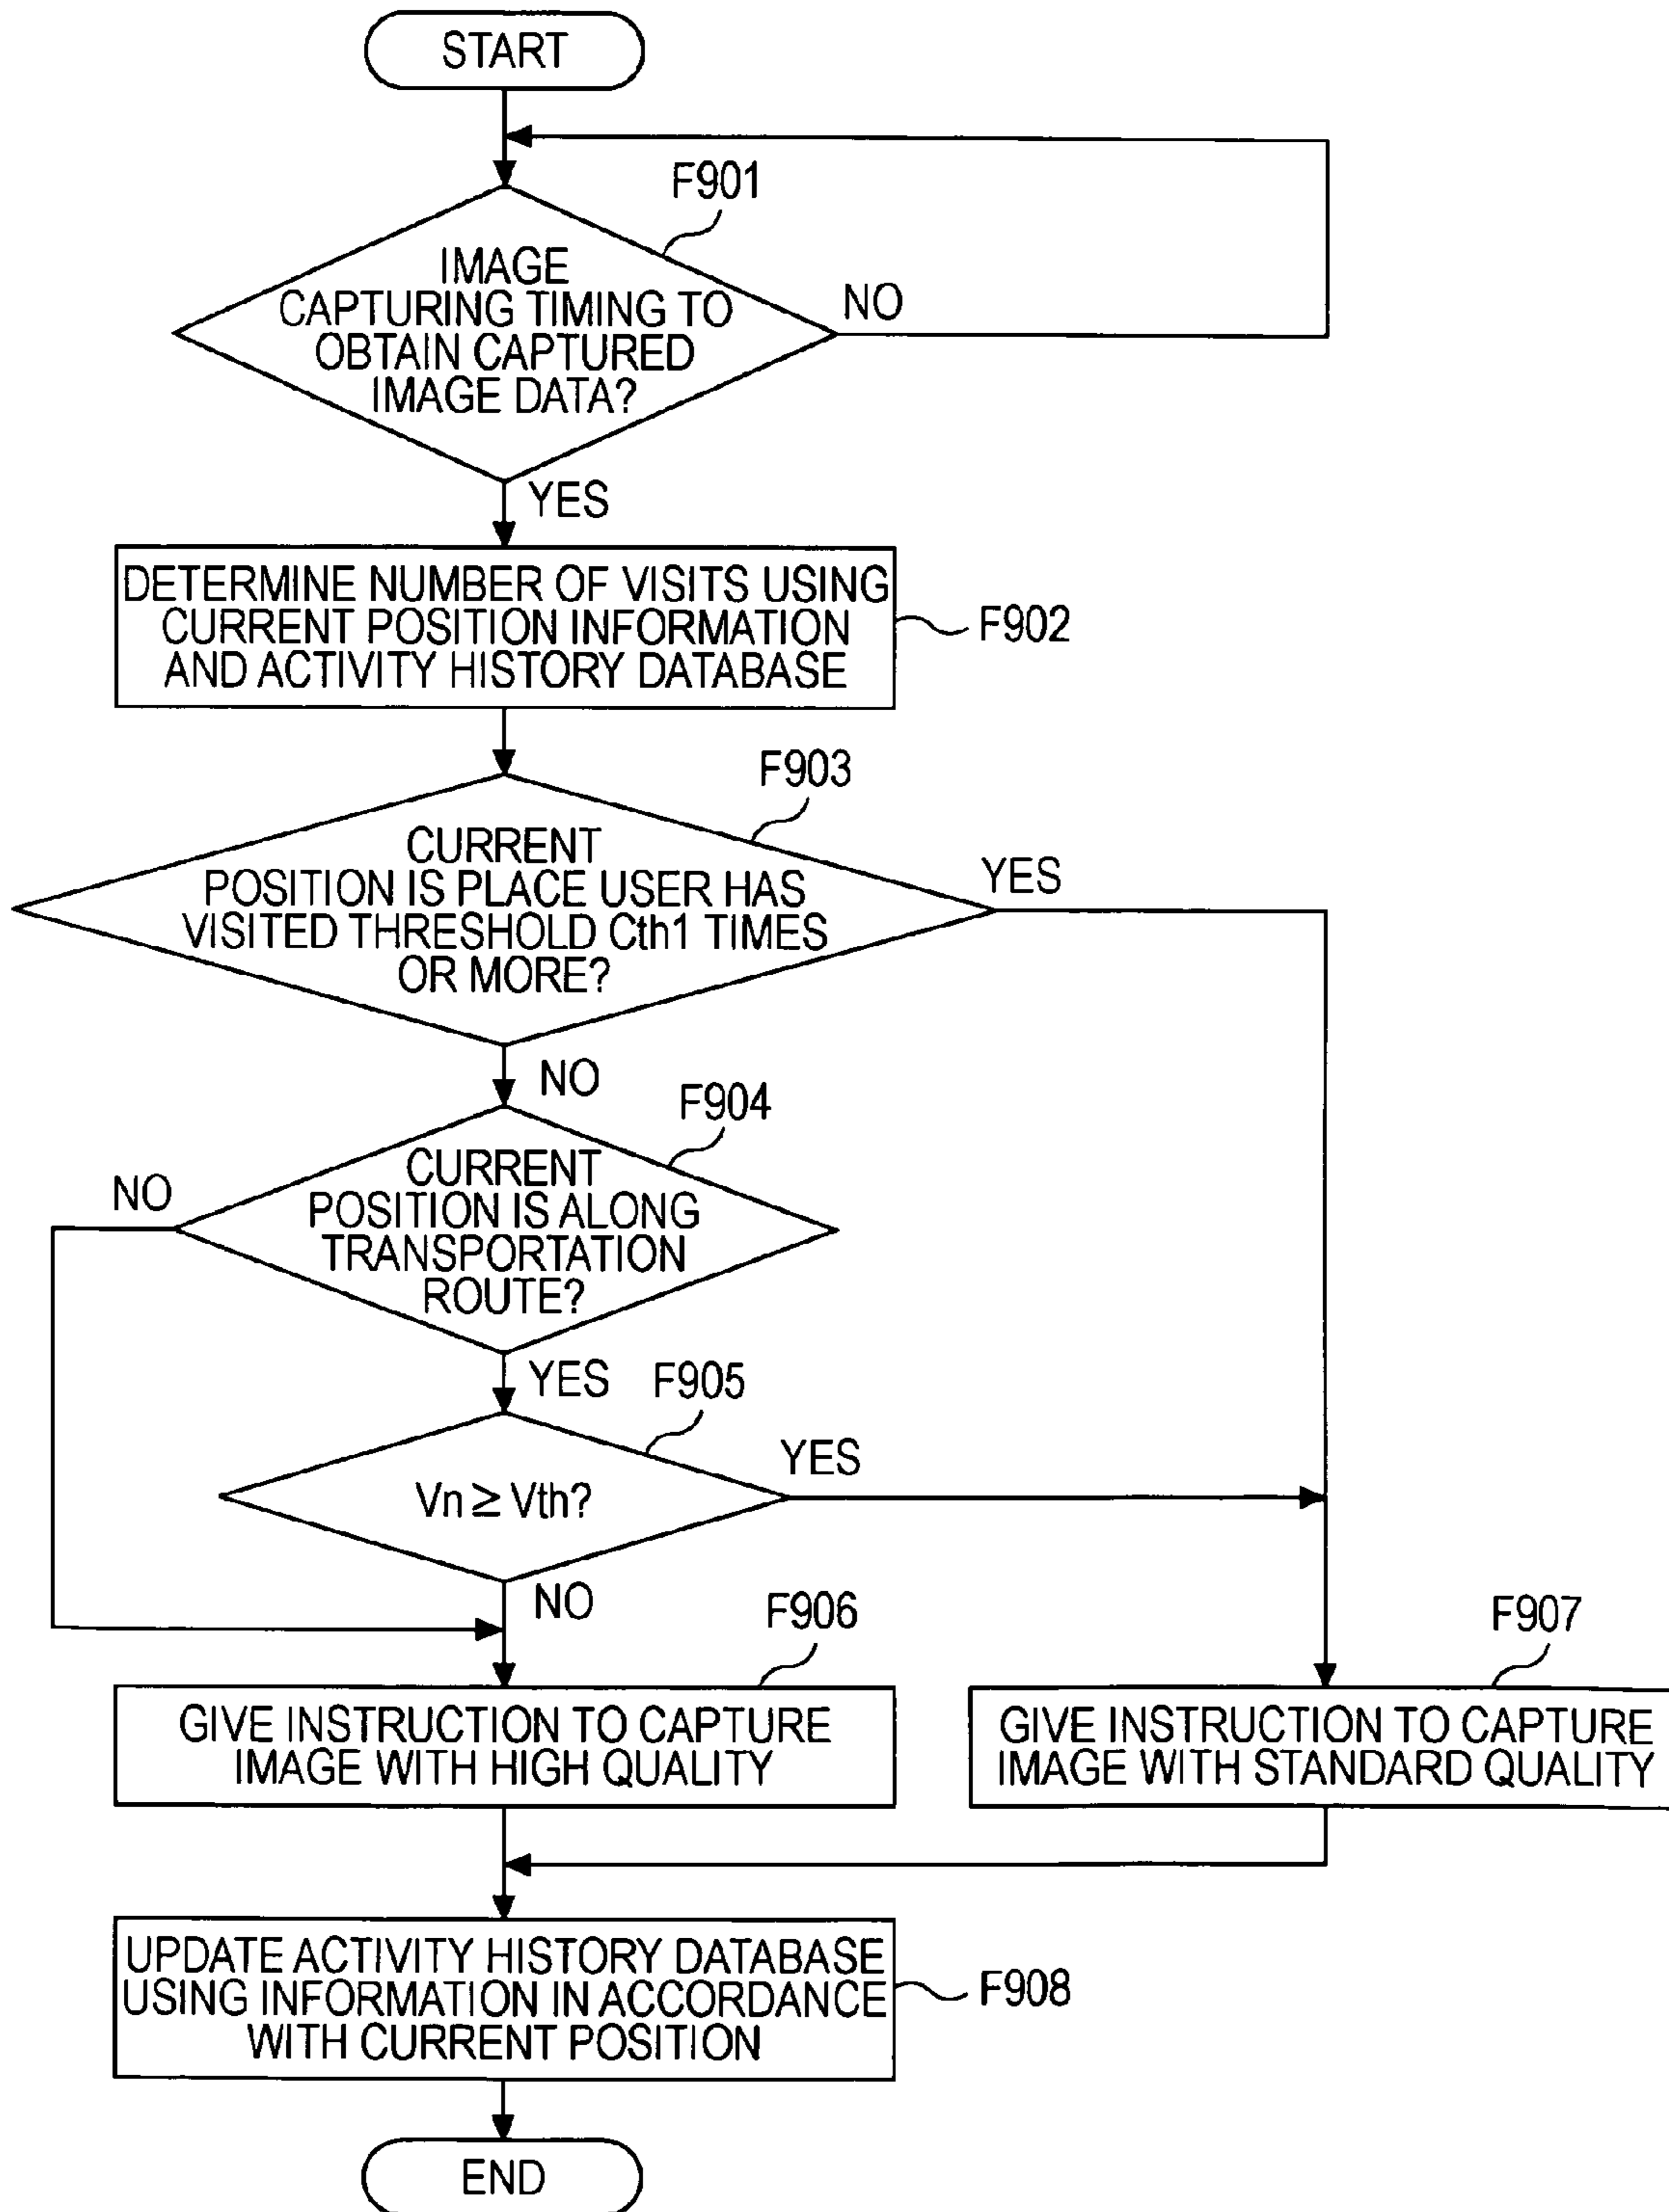 START
F901
IMAGE
CAPTURING TIMING TO
OBTAIN CAPTURED
IMAGE DATA?
NO
YES
DETERMINE NUMBER OF VISITS USING
CURRENT POSITION INFORMATION
AND ACTIVITY HISTORY DATABASE
F902
F903
CURRENT
POSITION IS PLACE USER HAS
VISITED THRESHOLD Cth1 TIMES
OR MORE?
YES
NO
F904
CURRENT
POSITION IS ALONG
TRANSPORTATION
ROUTE?
NO
YES
F905
Vn ≧ Vth?
YES
NO
F906
GIVE INSTRUCTION TO CAPTURE
IMAGE WITH HIGH QUALITY
F907
GIVE INSTRUCTION TO CAPTURE
IMAGE WITH STANDARD QUALITY
UPDATE ACTIVITY HISTORY DATABASE
USING INFORMATION IN ACCORDANCE
WITH CURRENT POSITION
F908
END